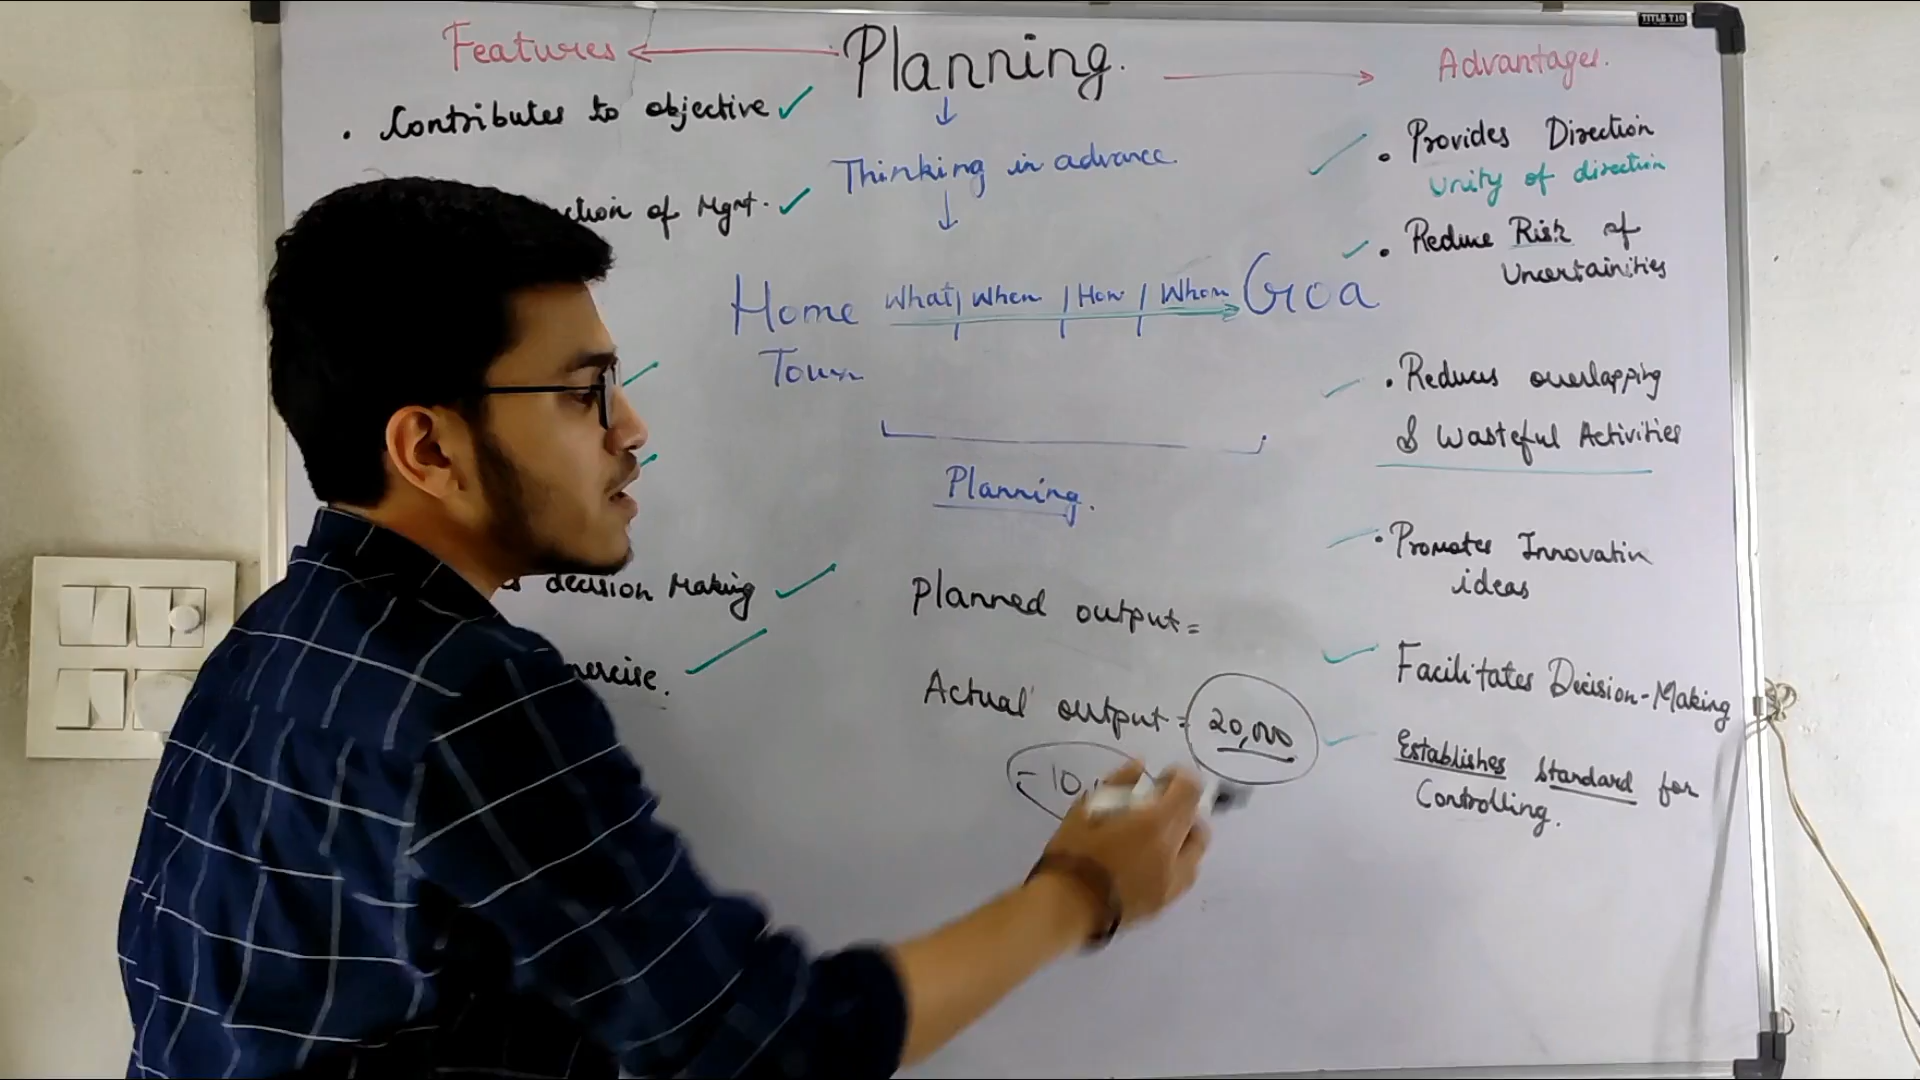 TITLE T10
Features
Planning.
Advantages.
• Contributes to objective
of Mgmt.
decision Making
Thinking in advance.
Home What| When | How | Whom Goa
Town
Planning.
Planned output =
Actual output = 20,000
• Provides Direction
Unity of direction
• Reduce Risk of
Uncertainities
• Reduces overlapping
& Wasteful Activities
• Promotes Innovatin
ideas
Facilitates Decision-Making
Establishes Standard for
Controlling.